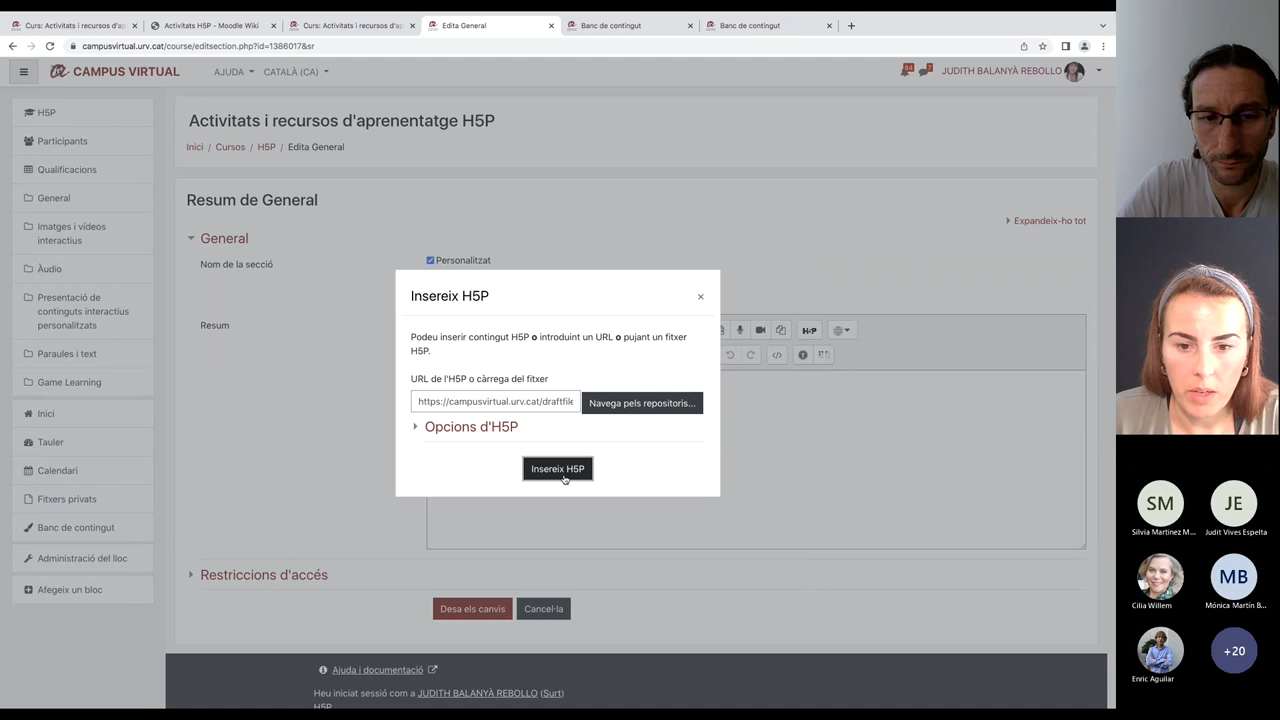 Curs: Activitats i recursos d'ap
Activitats H5P - Moodle Wiki
Curs: Activitats i recursos d'ap
Edita General
Banc de contingut
Banc de contingut
campusvirtual.urv.cat/course/editsection.php?id=1386017&sr
CAMPUS VIRTUAL
AJUDA
CATALÀ (CA)
JUDITH BALANYÀ REBOLLO
H5P
Participants
Qualificacions
General
Imatges i vídeos
interactius
Àudio
Presentació de
continguts interactius
personalitzats
Paraules i text
Game Learning
Inici
Tauler
Calendari
Fitxers privats
Banc de contingut
Administració del lloc
Afegeix un bloc
Activitats i recursos d'aprenentatge H5P
Inici / Cursos / H5P / Edita General
Resum de General
Expandeix-ho tot
General
Nom de la secció
Personalitzat
Resum
H-P
Insereix H5P
×
Podeu inserir contingut H5P o introduint un URL o pujant un fitxer
H5P.
URL de l'H5P o càrrega del fitxer
https://campusvirtual.urv.cat/draftfile
Navega pels repositoris...
Opcions d'H5P
Insereix H5P
Restriccions d'accés
Desa els canvis
Cancel·la
Ajuda i documentació
Heu iniciat sessió com a JUDITH BALANYÀ REBOLLO (Surt)
H5P
SM
Silvia Martínez M...
JE
Judit Vives Espelta
Cilia Willem
MB
Mónica Martín B...
Enric Aguilar
+20